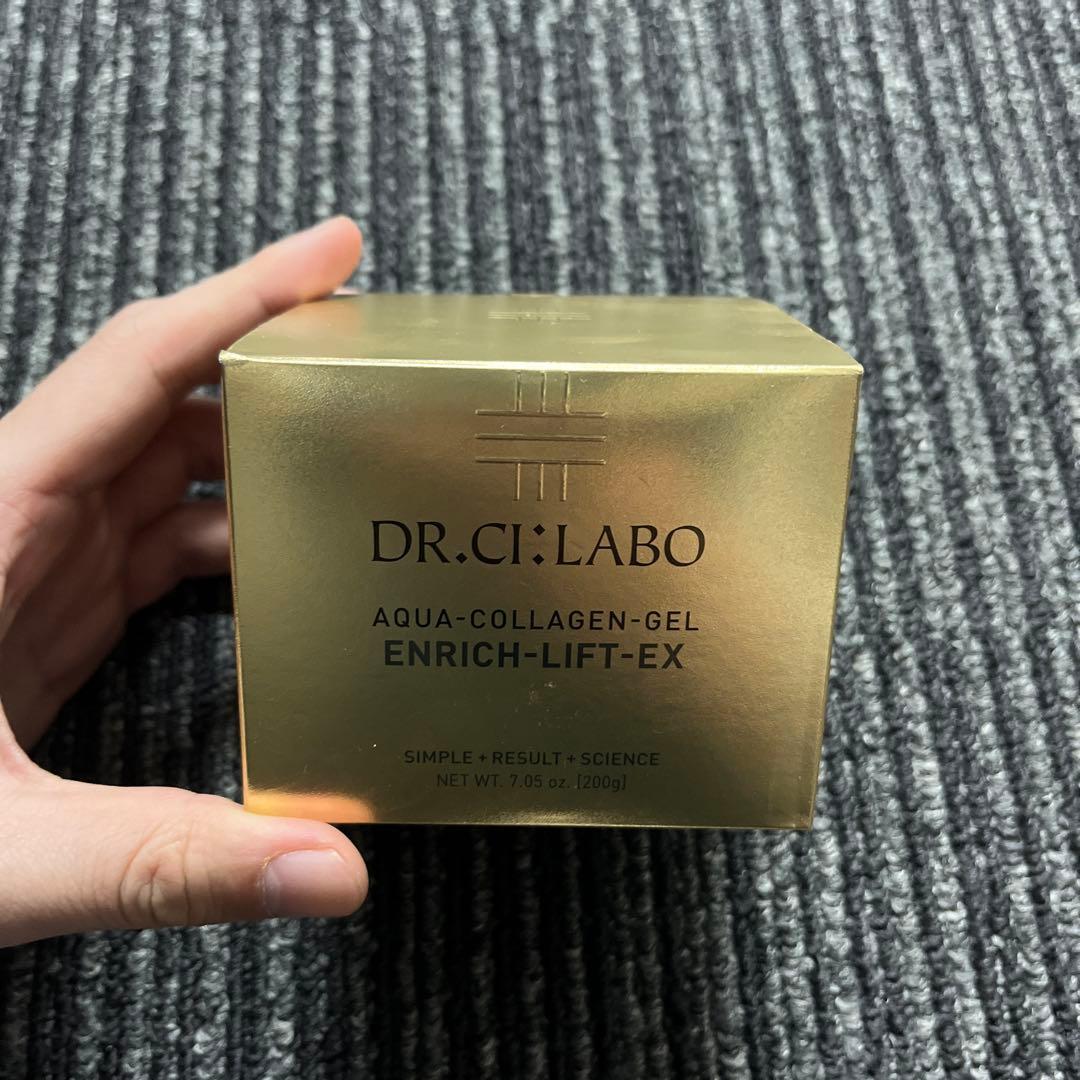 DR.CI:LABO
AQUA-COLLAGEN-GEL
ENRICH-LIFT-EX
SIMPLE + RESULT + SCIENCE
NET WT. 7.05 oz. [200g]